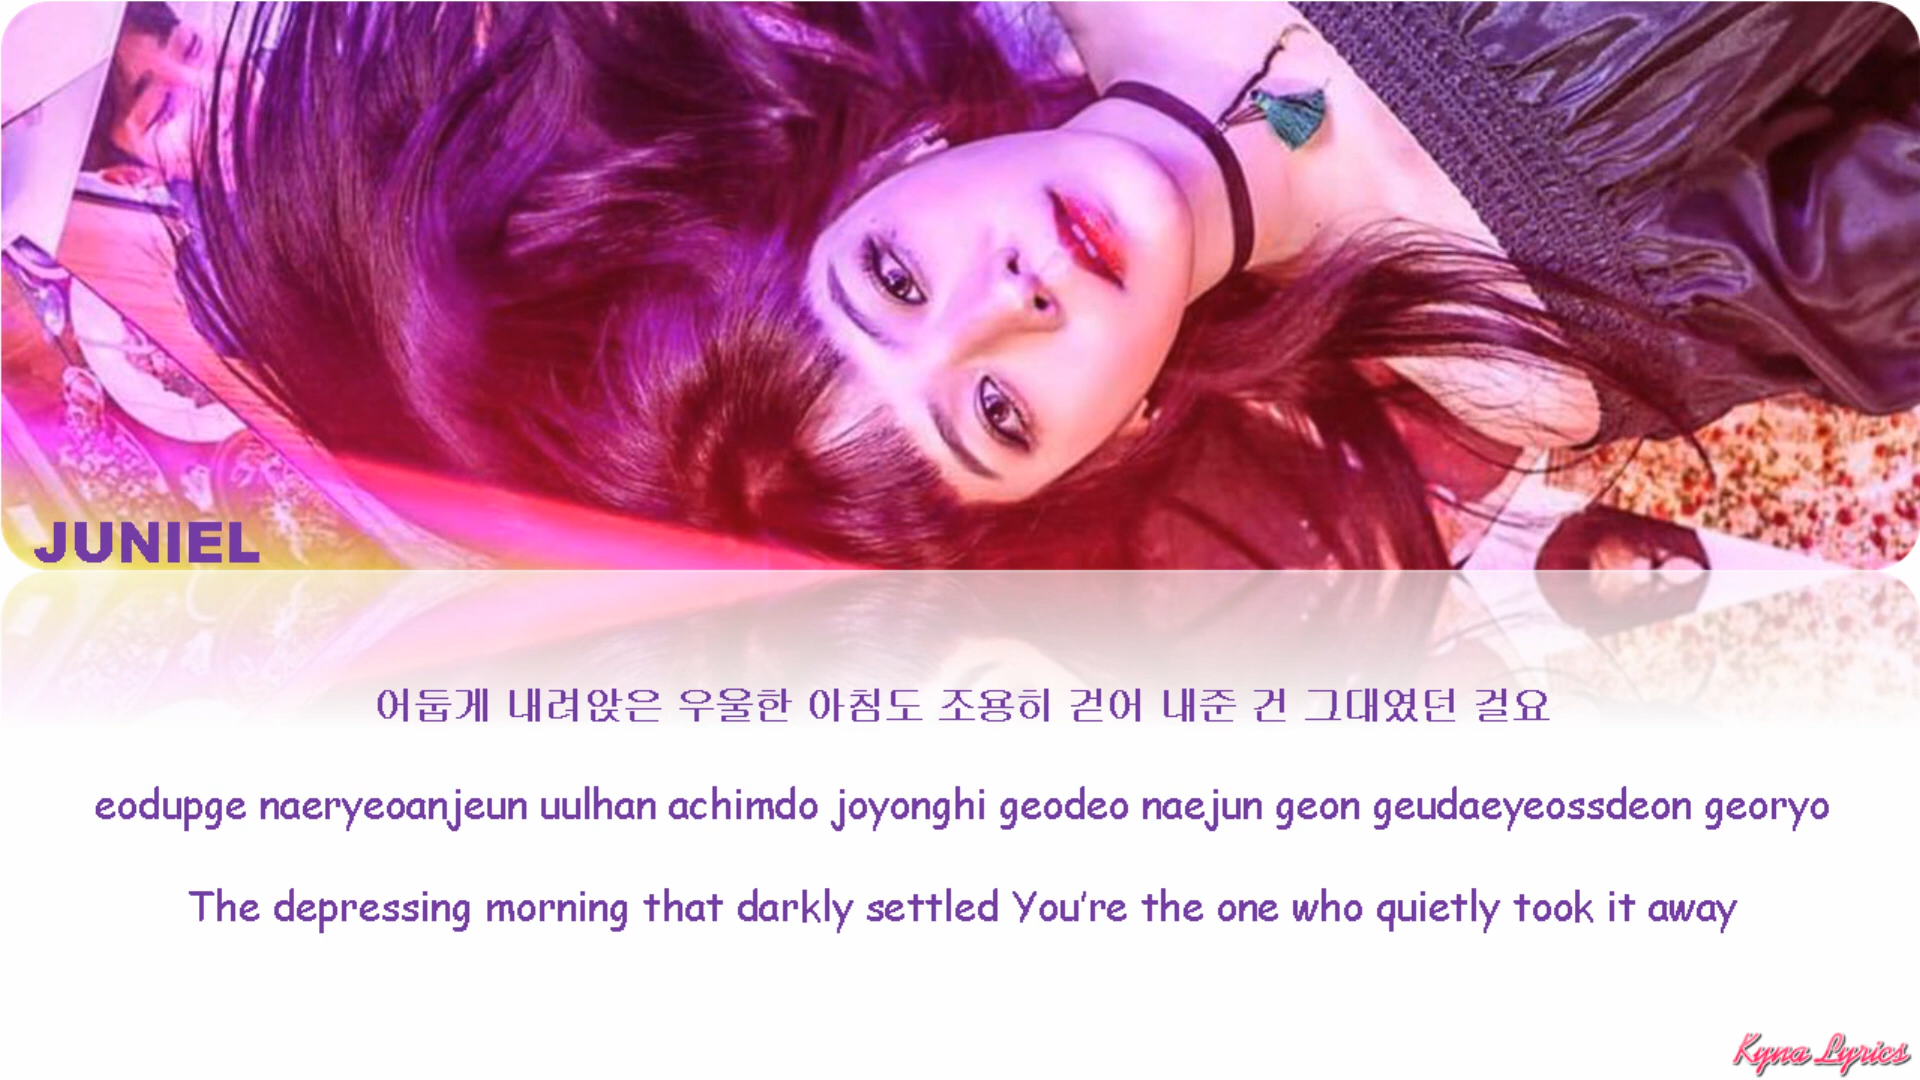 JUNIEL
어둡게 내려앉은 우울한 아침도 조용히 걷어 내준 건 그대였던 걸요
eodupge naeryeoanjeun uulhan achimdo joyonghi geodeo naejun geon geudaeyeossdeon georyo
The depressing morning that darkly settled You're the one who quietly took it away
Kyna Lyrics